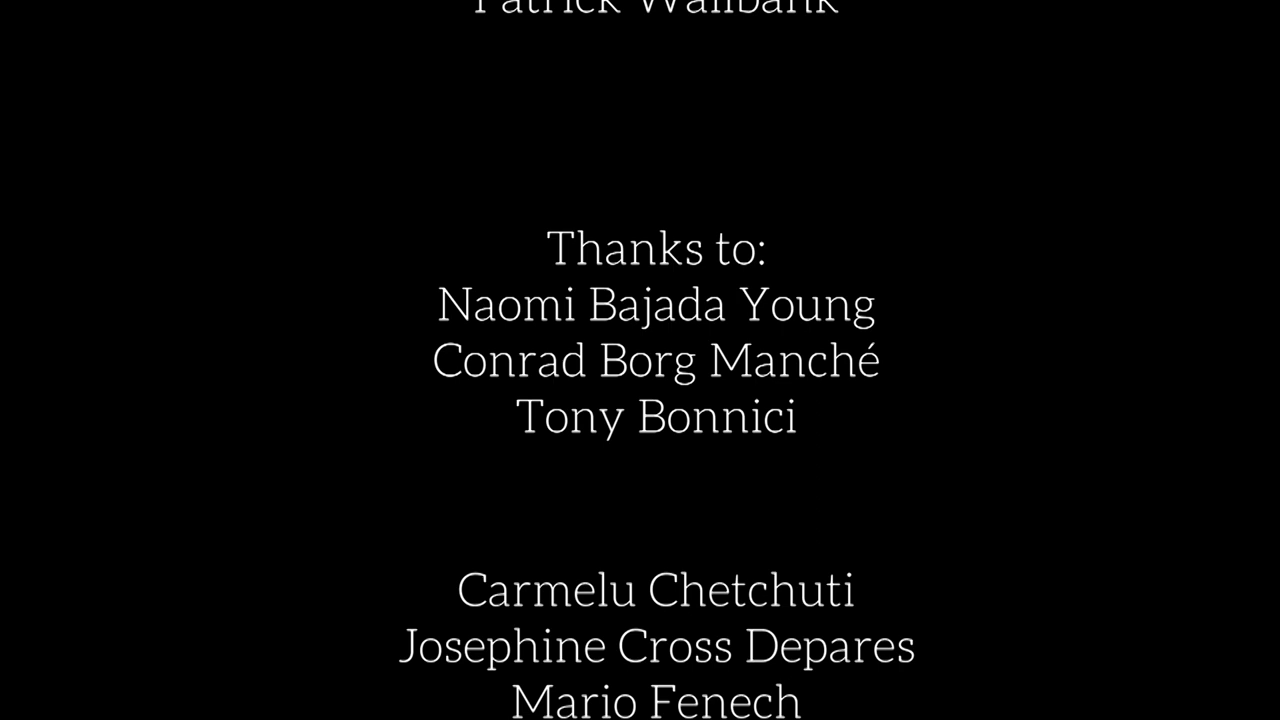 Patrick Wallbank
Thanks to:
Naomi Bajada Young
Conrad Borg Manché
Tony Bonnici
Carmelu Chetchuti
Josephine Cross Depares
Mario Fenech